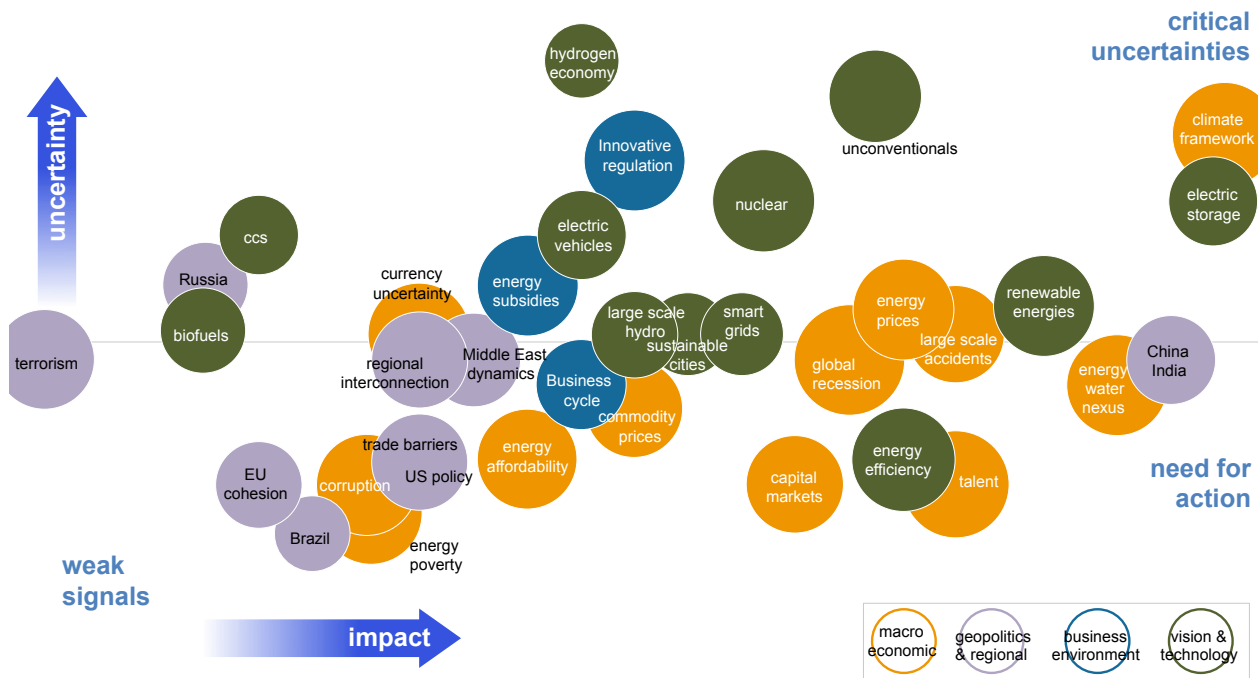 critical
uncertainties
hydrogen
economy
uncertainty
climate
framework
unconventionals
Innovative
regulation
electric
storage
nuclear
ccs
electric
vehicles
Russia
currency
uncertainty
energy
subsidies
biofuels
large scale
hydro
sustainable
cities
smart
grids
energy
prices
renewable
energies
large scale
accidents
terrorism
regional
interconnection
Middle East
dynamics
global
recession
China
India
Business
cycle
energy
water
nexus
commodity
prices
trade barriers
US policy
energy
affordability
energy
efficiency
EU
cohesion
corruption
capital
markets
talent
need for
action
Brazil
energy
poverty
weak
signals
impact
macro
economic
geopolitics
& regional
business
environment
vision &
technology